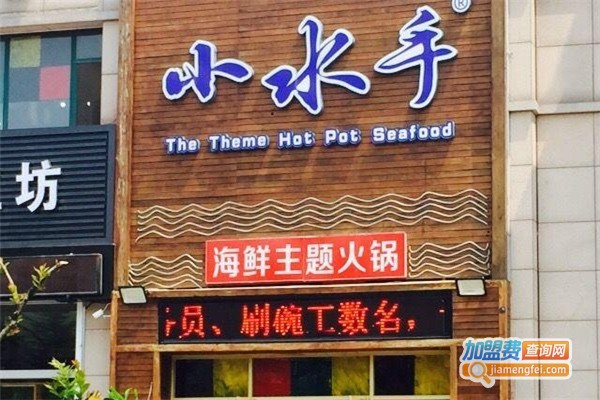 小水手®
The Theme Hot Pot Seafood
坊
海鲜主题火锅
员、刷碗工数名，
加盟费查询网
jiamengfei.com